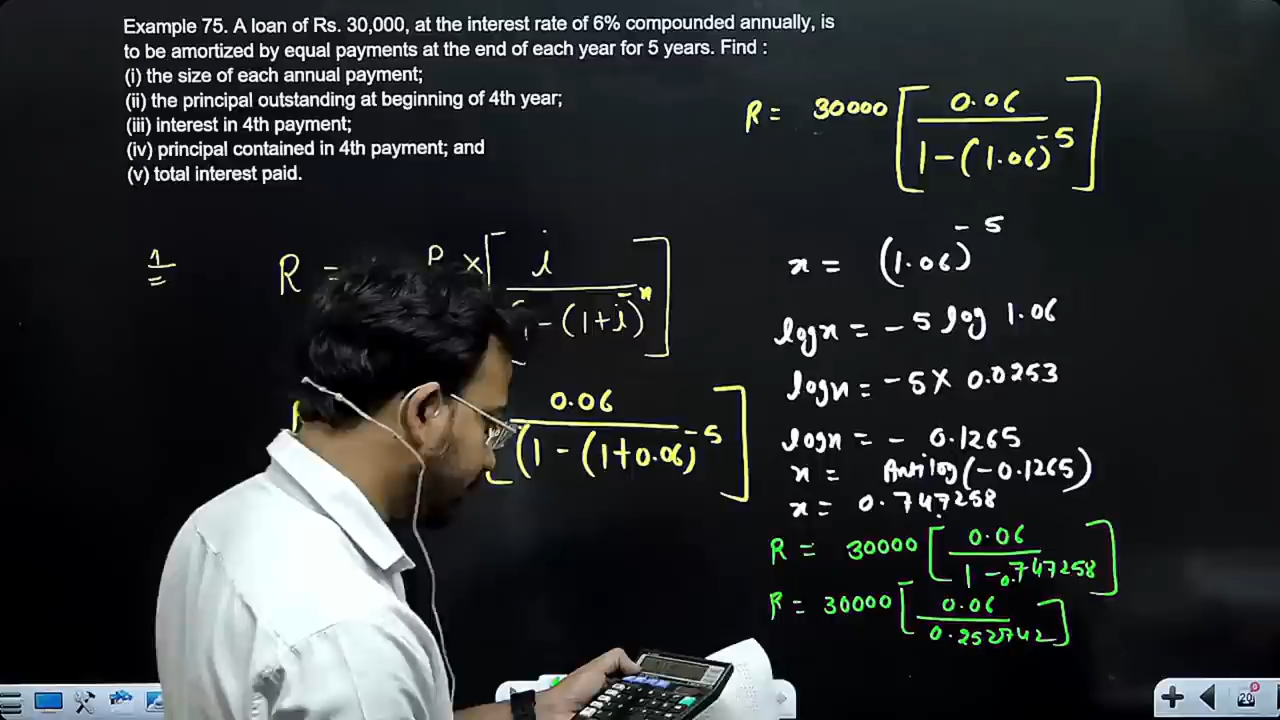 Example 75. A loan of Rs. 30,000, at the interest rate of 6% compounded annually, is
to be amortized by equal payments at the end of each year for 5 years. Find :
(i) the size of each annual payment;
(ii) the principal outstanding at beginning of 4th year;
(iii) interest in 4th payment;
(iv) principal contained in 4th payment; and
(v) total interest paid.
1
R = P × [ i / 1 - (1+i)^-n ]
0.06 / (1 - (1+0.06)^-5 ]
R = 30000 [ 0.06 / 1-(1.06)^-5 ]
x = (1.06)^-5
log x = -5 log 1.06
log x = -5 × 0.0253
log x = - 0.1265
x = Antilog(-0.1265)
x = 0.747258
R = 30000 [ 0.06 / 1-0.747258 ]
R = 30000 [ 0.06 / 0.252742 ]
20